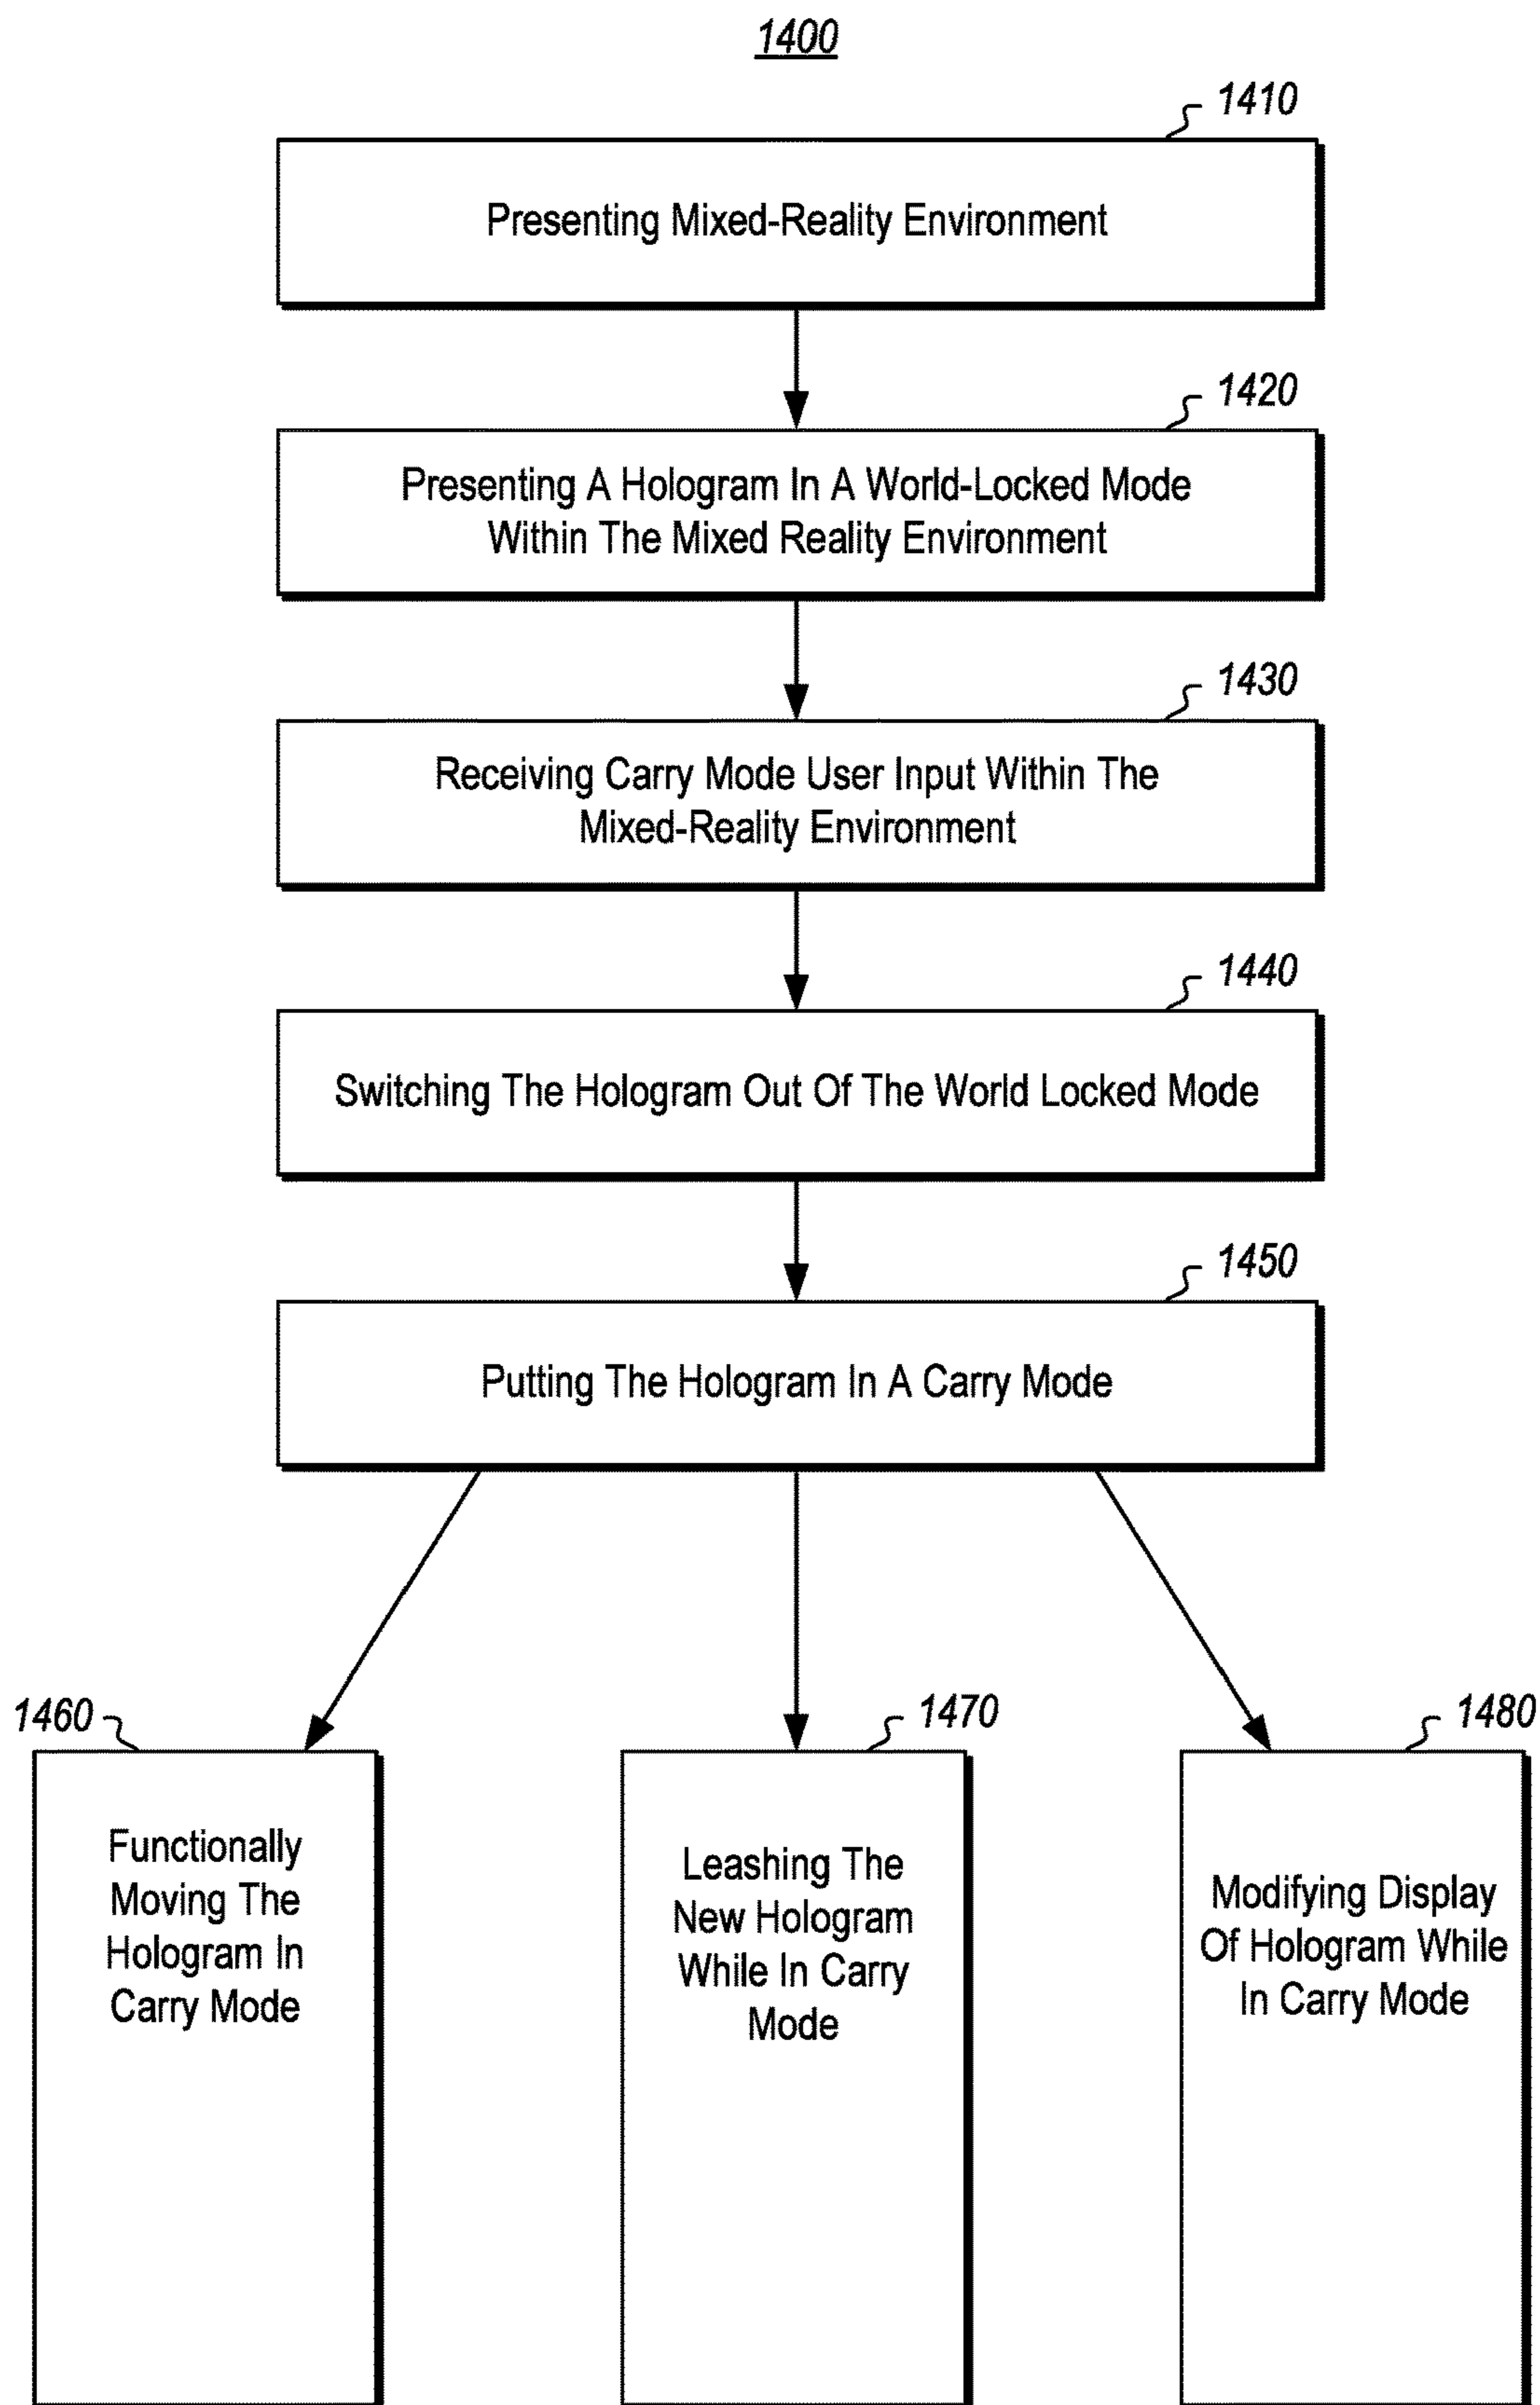 1400
1410
Presenting Mixed-Reality Environment
1420
Presenting A Hologram In A World-Locked Mode
Within The Mixed Reality Environment
1430
Receiving Carry Mode User Input Within The
Mixed-Reality Environment
1440
Switching The Hologram Out Of The World Locked Mode
1450
Putting The Hologram In A Carry Mode
1460
Functionally
Moving The
Hologram In
Carry Mode
1470
Leashing The
New Hologram
While In Carry
Mode
1480
Modifying Display
Of Hologram While
In Carry Mode